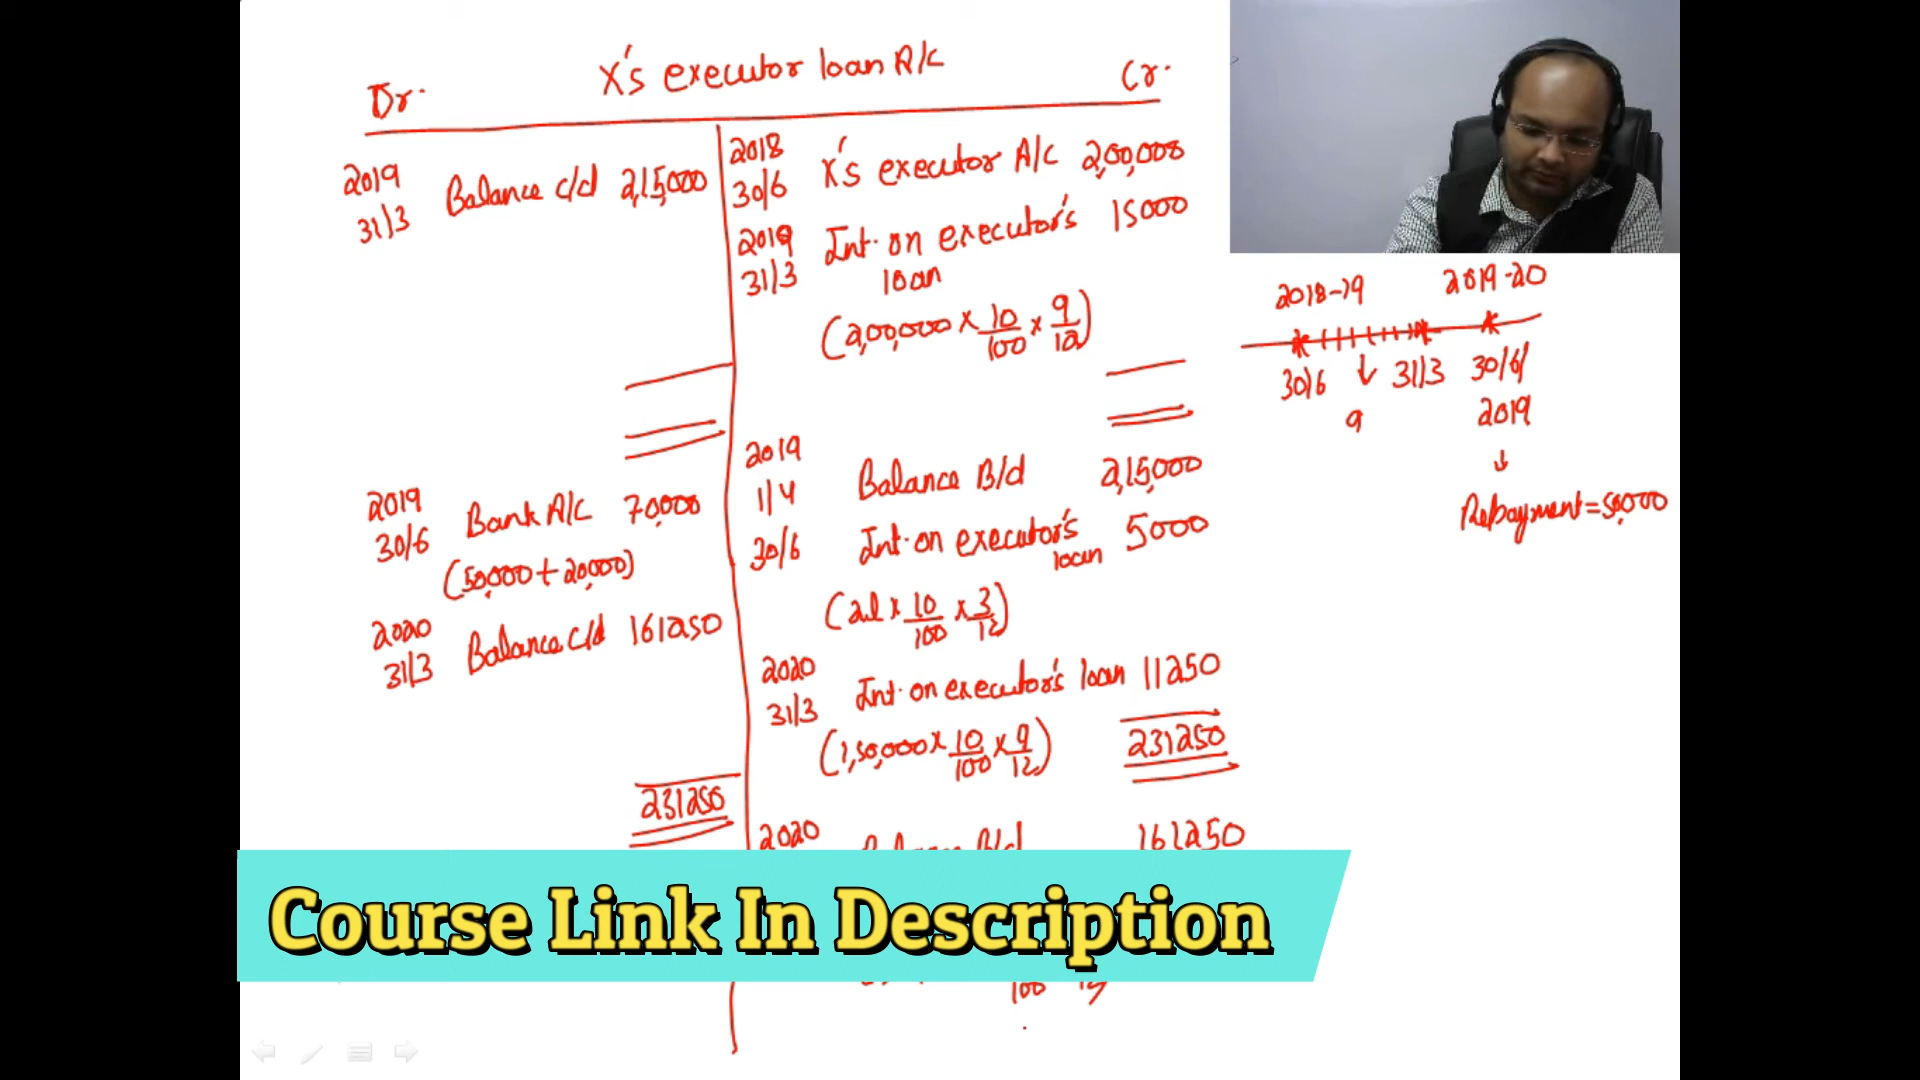 X's executor loan A/c
Dr.
Cr.
2019
31/3
Balance c/d 2,15,000
2018
30/6
X's executor A/c 2,00,000
2019
31/3
Int. on executor's 15000
loan
(2,00,000 x 10/100 x 9/12)
2018-19
2019-20
30/6
31/3
30/6/
2019
9
Repayment = 50,000
2019
30/6
Bank A/c 70,000
(50,000 + 20,000)
2020
31/3
Balance c/d 161250
231250
2019
1/4
Balance B/d 2,15,000
30/6
Int. on executor's 5000
loan
(2L x 10/100 x 3/12)
2020
31/3
Int. on executor's loan 11250
(1,50,000 x 10/100 x 9/12)
231250
2020
Balance B/d 161250
Course Link In Description
100